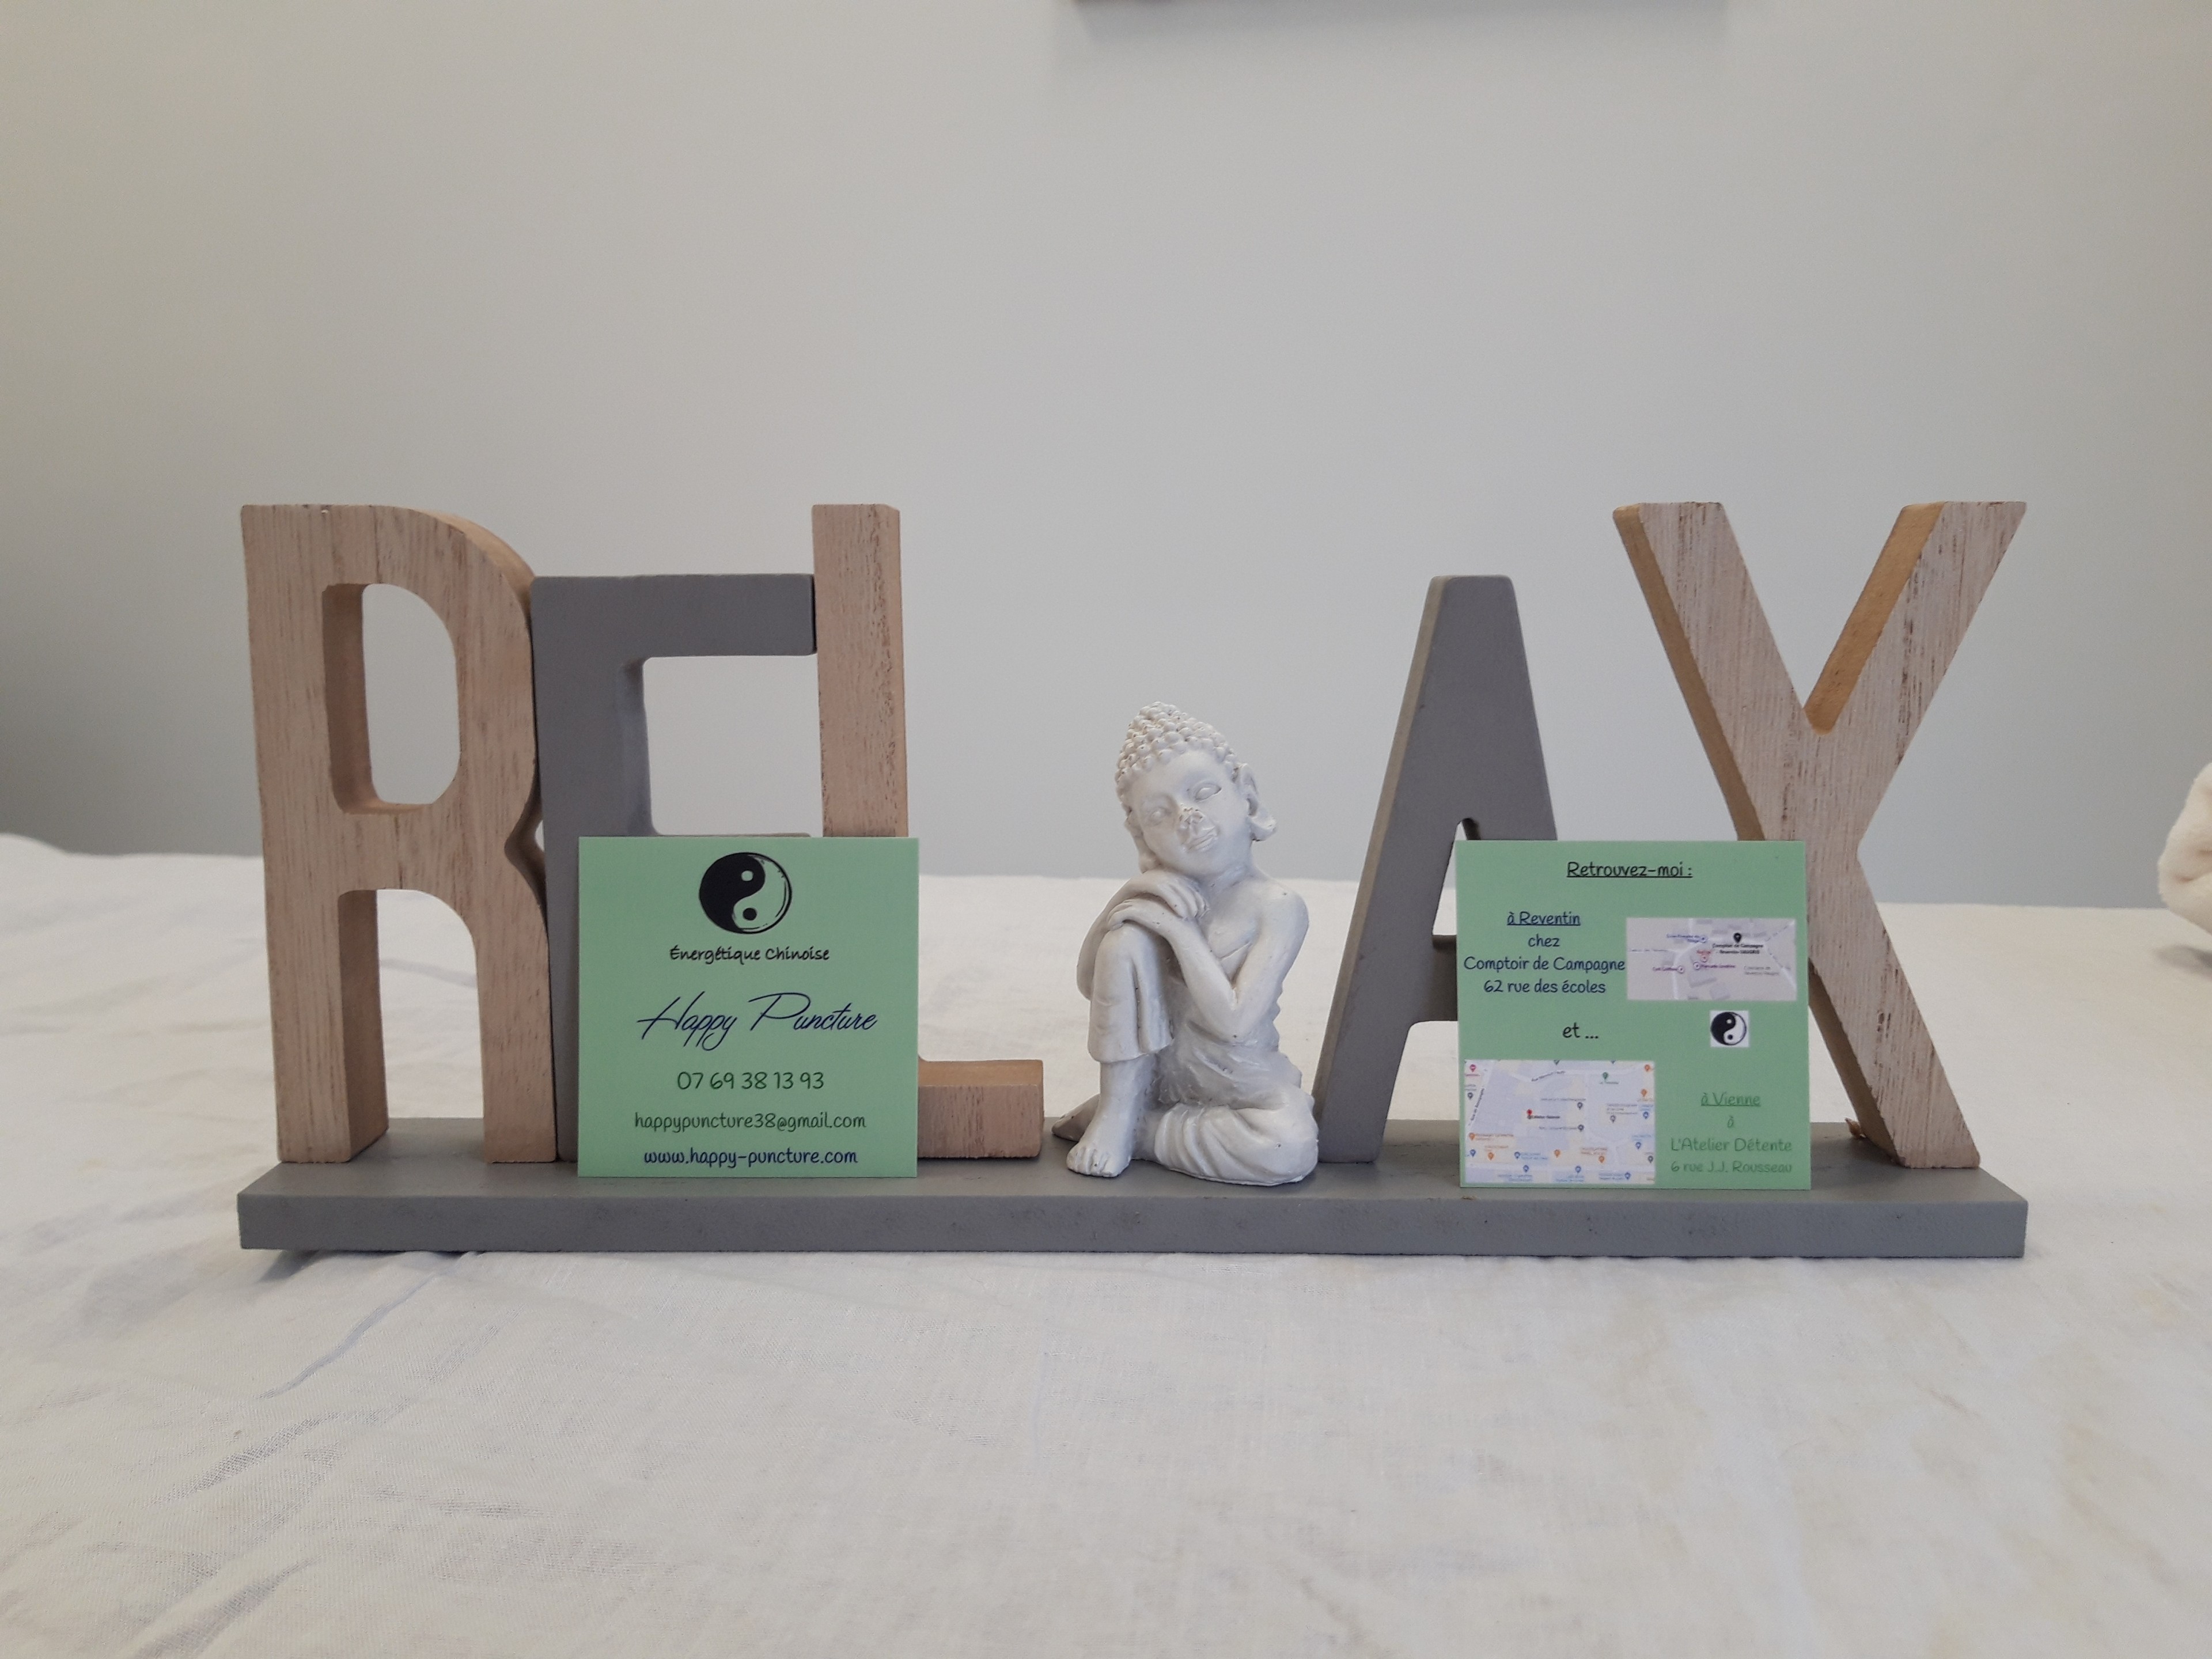 RELAX
Énergétique Chinoise
Happy Puncture
07 69 38 13 93
happypuncture38@gmail.com
www.happy-puncture.com
Retrouvez-moi :
à Reventin
chez
Comptoir de Campagne
62 rue des écoles
et ...
à Vienne
à
L'Atelier Détente
6 rue J.J. Rousseau